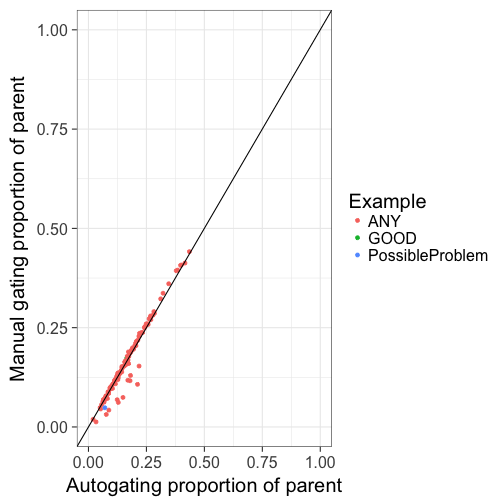 Manual gating proportion of parent
1.00
0.75
0.50
0.25
0.00
0.00 0.25 0.50 0.75 1.00
Autogating proportion of parent
Example
ANY
GOOD
PossibleProblem